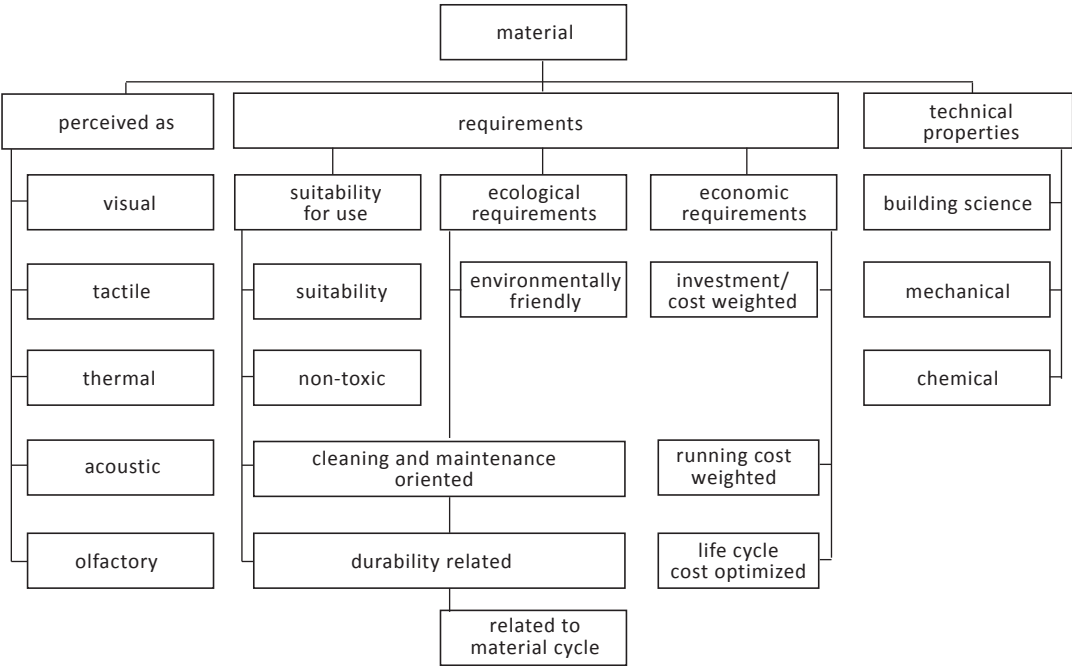 material
perceived as
requirements
technical
properties
visual
suitability
for use
ecological
requirements
economic
requirements
building science
tactile
suitability
environmentally
friendly
investment/
cost weighted
mechanical
thermal
non-toxic
chemical
acoustic
cleaning and maintenance
oriented
running cost
weighted
olfactory
durability related
life cycle
cost optimized
related to
material cycle